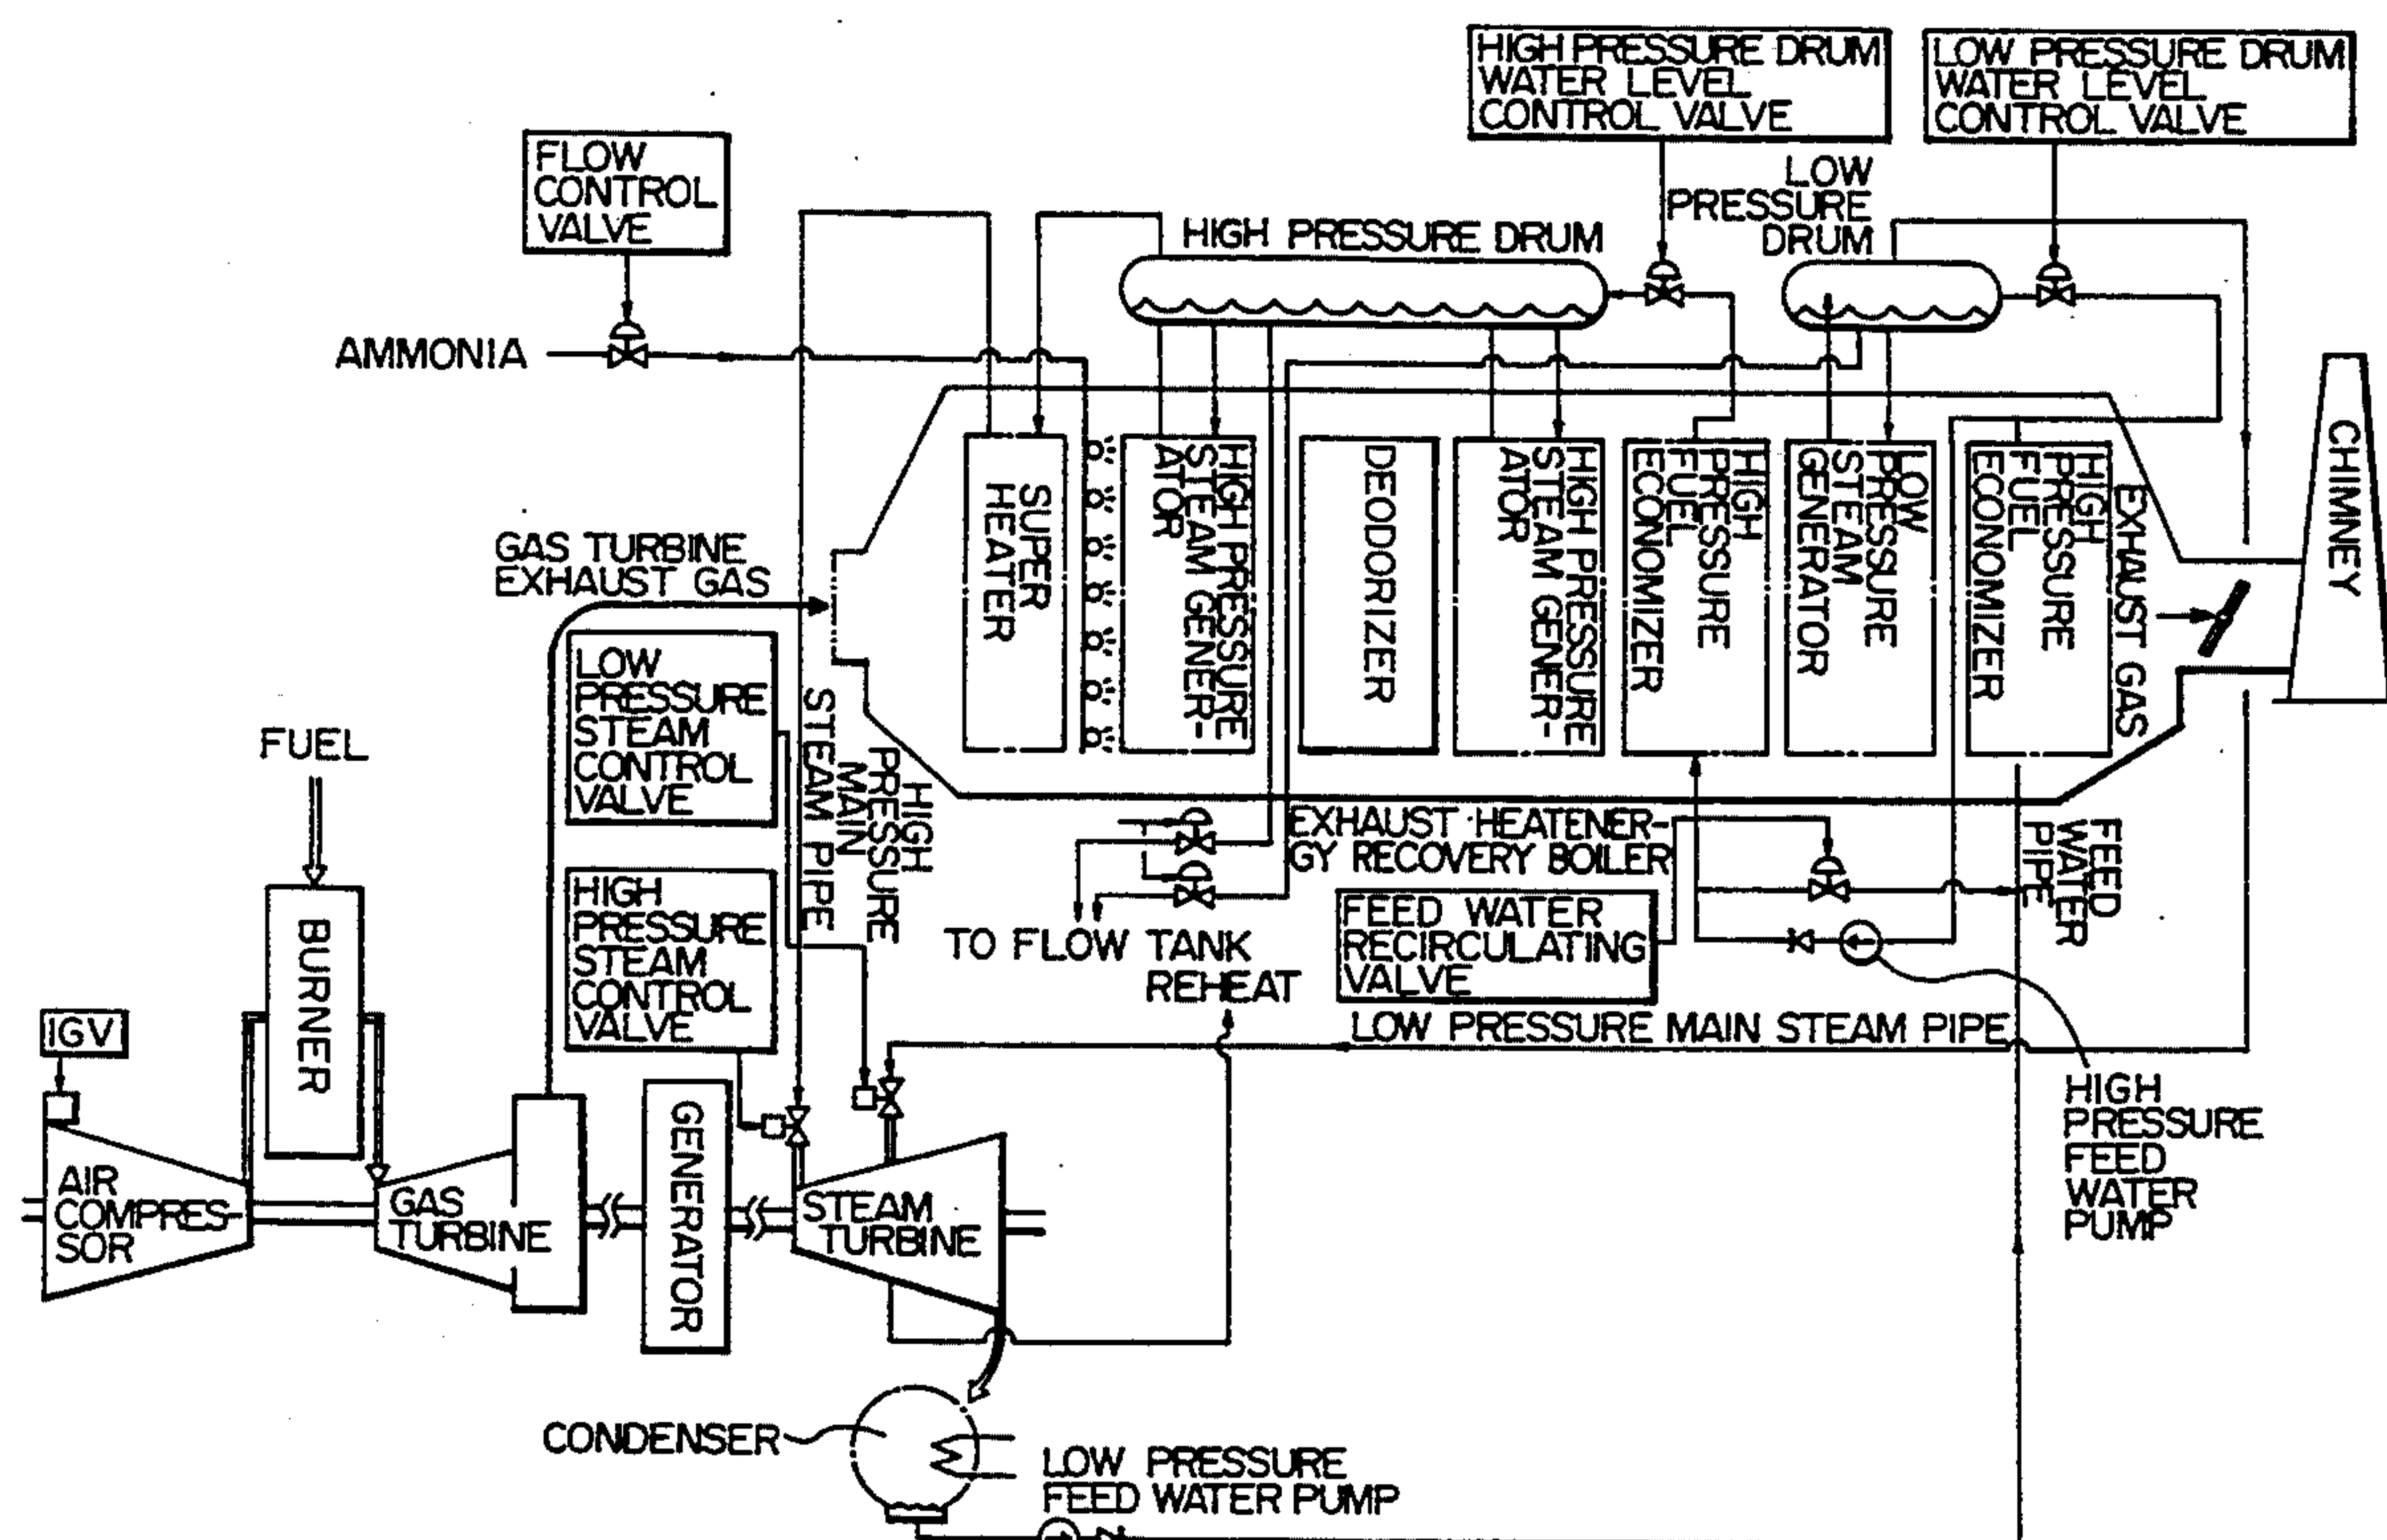 HIGH PRESSURE DRUM
WATER LEVEL
CONTROL VALVE
LOW PRESSURE DRUM
WATER LEVEL
CONTROL VALVE
FLOW
CONTROL
VALVE
LOW
PRESSURE
DRUM
HIGH PRESSURE DRUM
AMMONIA
SUPER
HEATER
HIGH PRESSURE
STEAM GENER-
ATOR
DEODORIZER
HIGH PRESSURE
STEAM GENER-
ATOR
HIGH
PRESSURE
FUEL
ECONOMIZER
LOW
PRESSURE
STEAM
GENERATOR
HIGH
PRESSURE
FUEL
ECONOMIZER
EXHAUST GAS
CHIMNEY
GAS TURBINE
EXHAUST GAS
LOW
PRESSURE
STEAM
CONTROL
VALVE
HIGH
PRESSURE
MAIN
STEAM PIPE
FUEL
BURNER
HIGH
PRESSURE
STEAM
CONTROL
VALVE
EXHAUST HEATENER-
GY RECOVERY BOILER
FEED
WATER
PIPE
TO FLOW TANK
REHEAT
FEED WATER
RECIRCULATING
VALVE
LOW PRESSURE MAIN STEAM PIPE
IGV
HIGH
PRESSURE
FEED
WATER
PUMP
AIR
COMPRES-
SOR
GAS
TURBINE
GENERATOR
STEAM
TURBINE
CONDENSER
LOW PRESSURE
FEED WATER PUMP